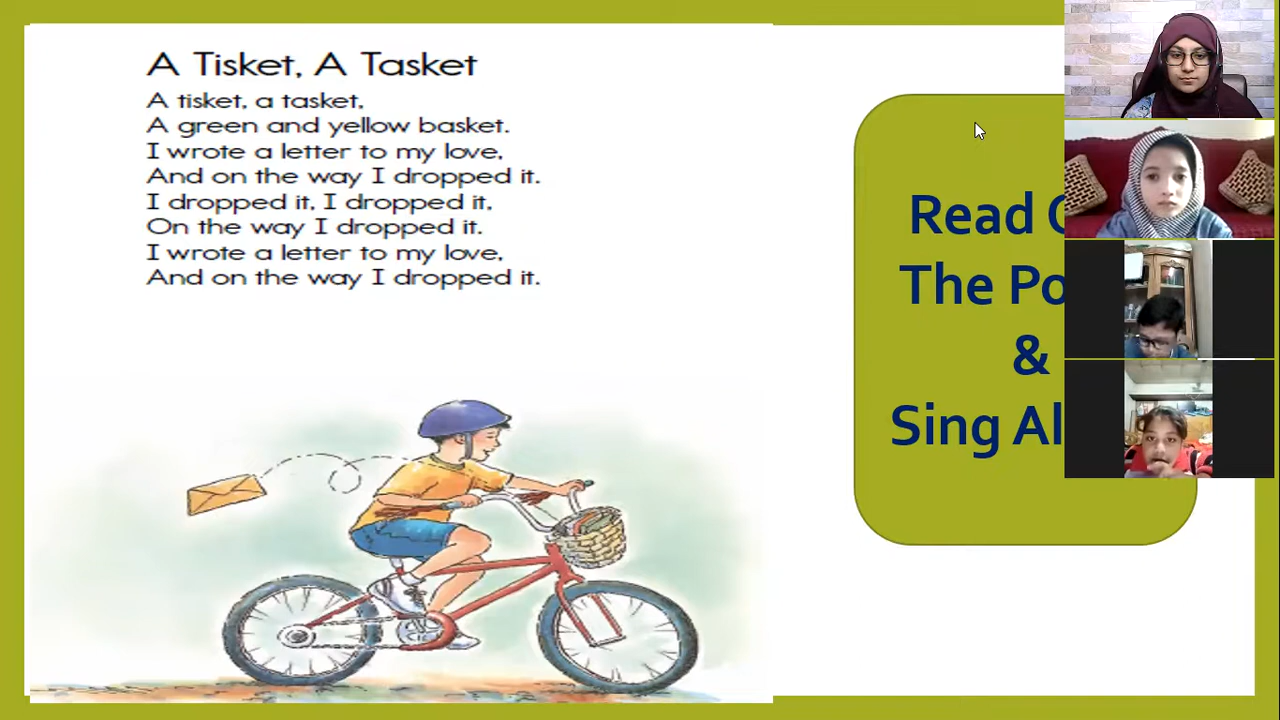 A Tisket, A Tasket
A tisket, a tasket,
A green and yellow basket.
I wrote a letter to my love,
And on the way I dropped it.
I dropped it, I dropped it,
On the way I dropped it.
I wrote a letter to my love,
And on the way I dropped it.
Read
The
&
Sing